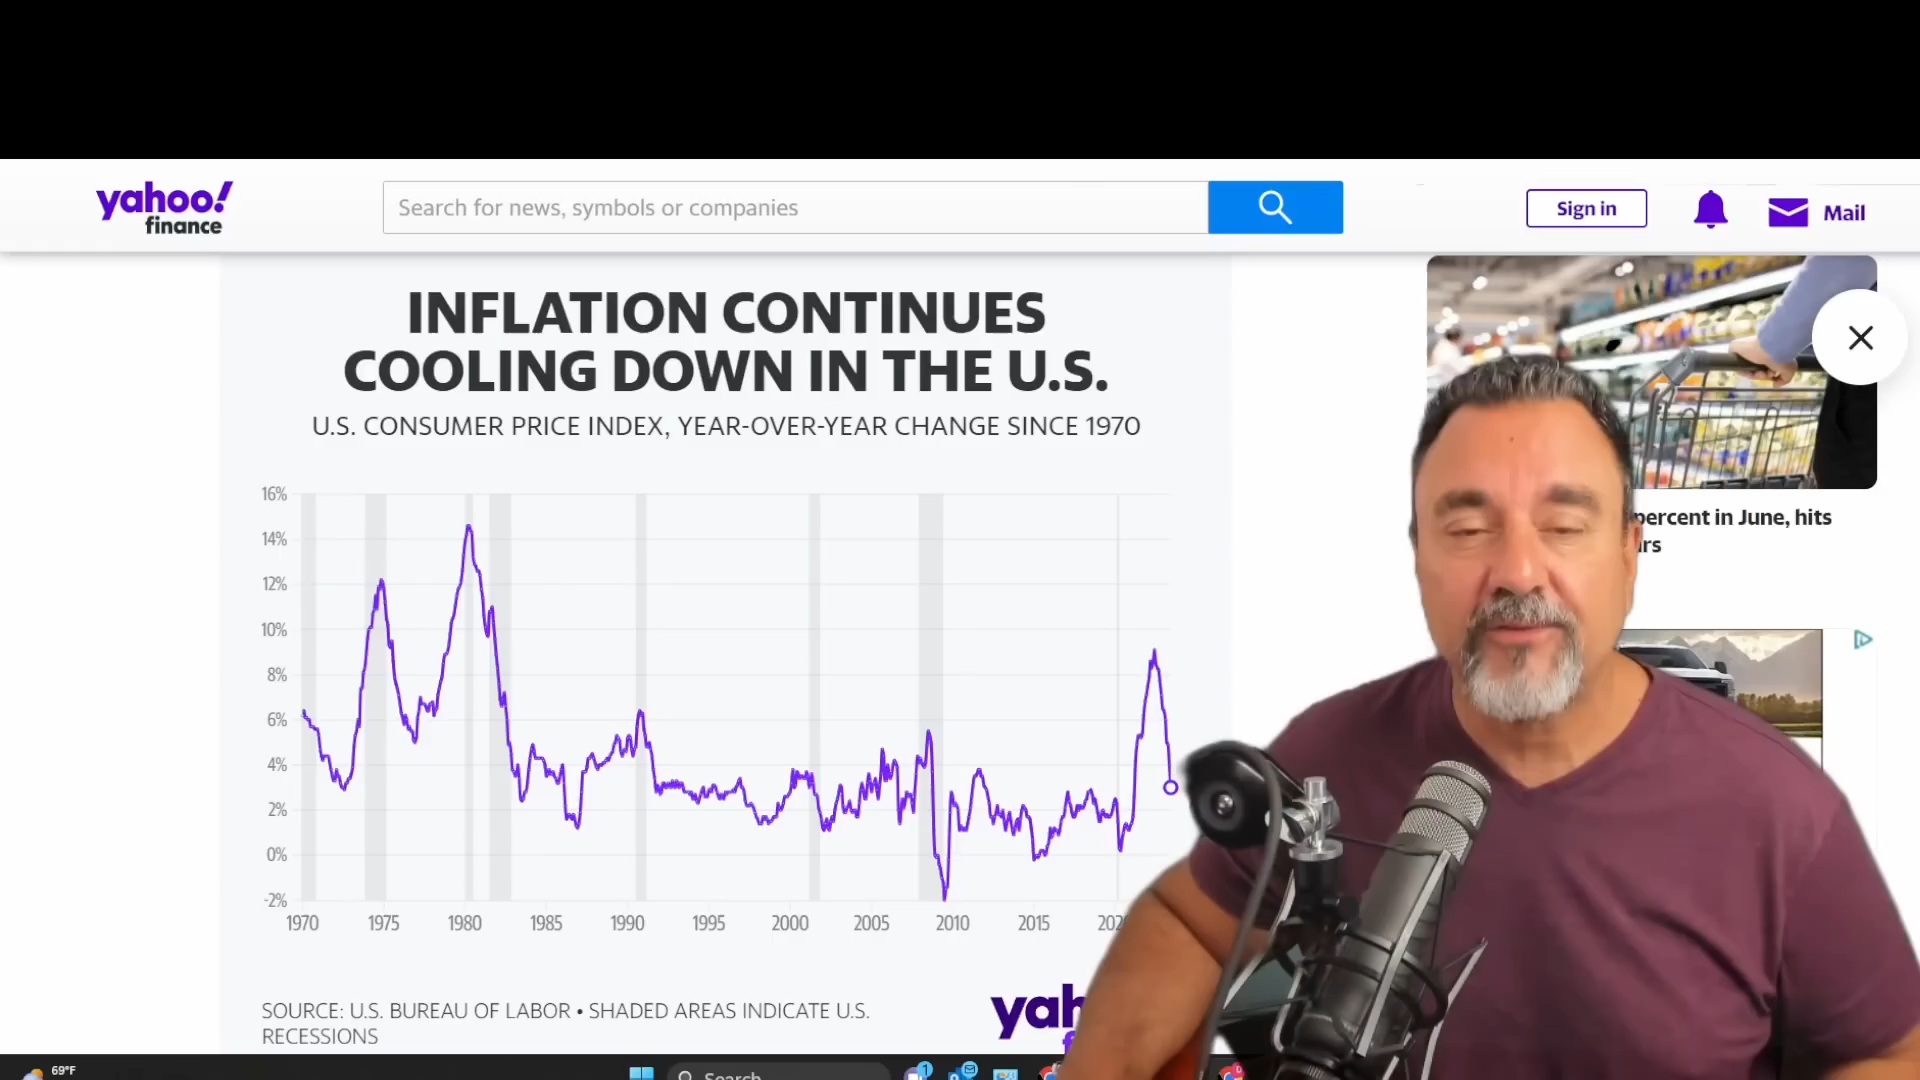 yahoo!
finance
Search for news, symbols or companies
Sign in
Mail
INFLATION CONTINUES
COOLING DOWN IN THE U.S.
U.S. CONSUMER PRICE INDEX, YEAR-OVER-YEAR CHANGE SINCE 1970
16%
14%
12%
10%
8%
6%
4%
2%
0%
-2%
1970 1975 1980 1985 1990 1995 2000 2005 2010 2015
SOURCE: U.S. BUREAU OF LABOR • SHADED AREAS INDICATE U.S.
RECESSIONS
percent in June, hits
69°F
Search
1